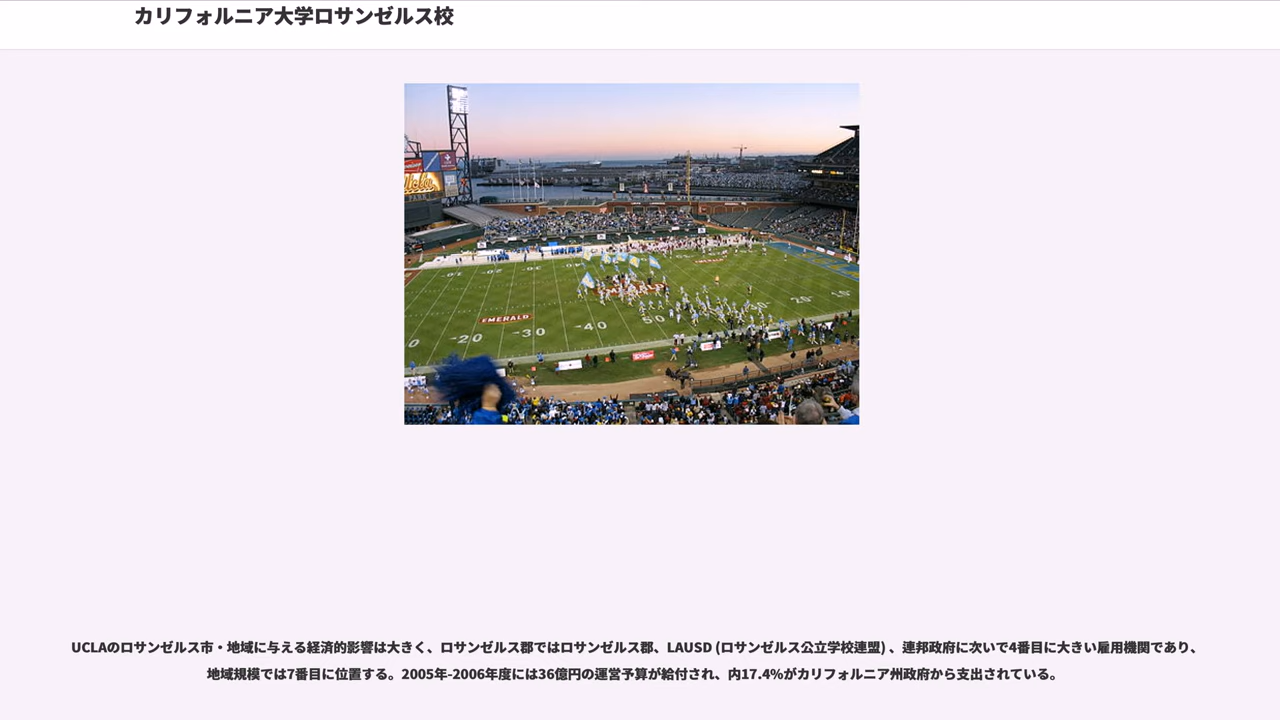 カリフォルニア大学ロサンゼルス校
ucla
EMERALD
20 30 40 50 20 15
UCLAのロサンゼルス市・地域に与える経済的影響は大きく、ロサンゼルス郡ではロサンゼルス郡、LAUSD (ロサンゼルス公立学校連盟) 、連邦政府に次いで4番目に大きい雇用機関であり、
地域規模では7番目に位置する。2005年-2006年度には36億円の運営予算が給付され、内17.4%がカリフォルニア州政府から支出されている。